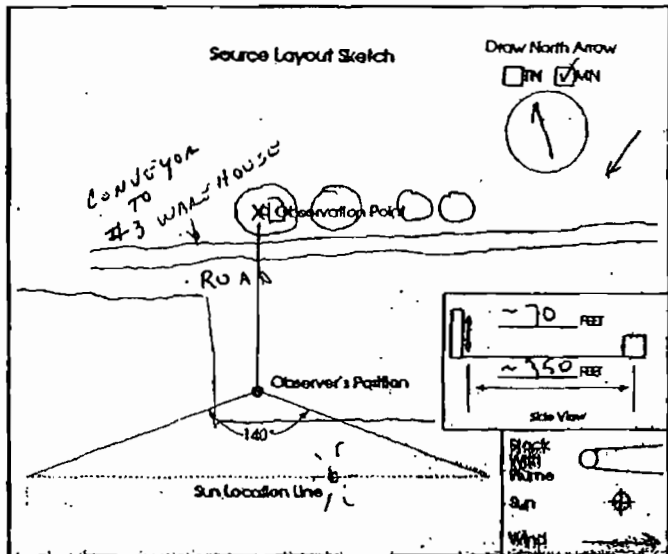 Source Layout Sketch
Draw North Arrow
TN ✓ MN
CONVEYOR
TO
#3 WAREHOUSE
X Observation Point
ROAD
~70 FEET
~350 FEET
Side View
Observer's Position
140
Sun Location Line
Stack
With
Plume
Sun
Wind